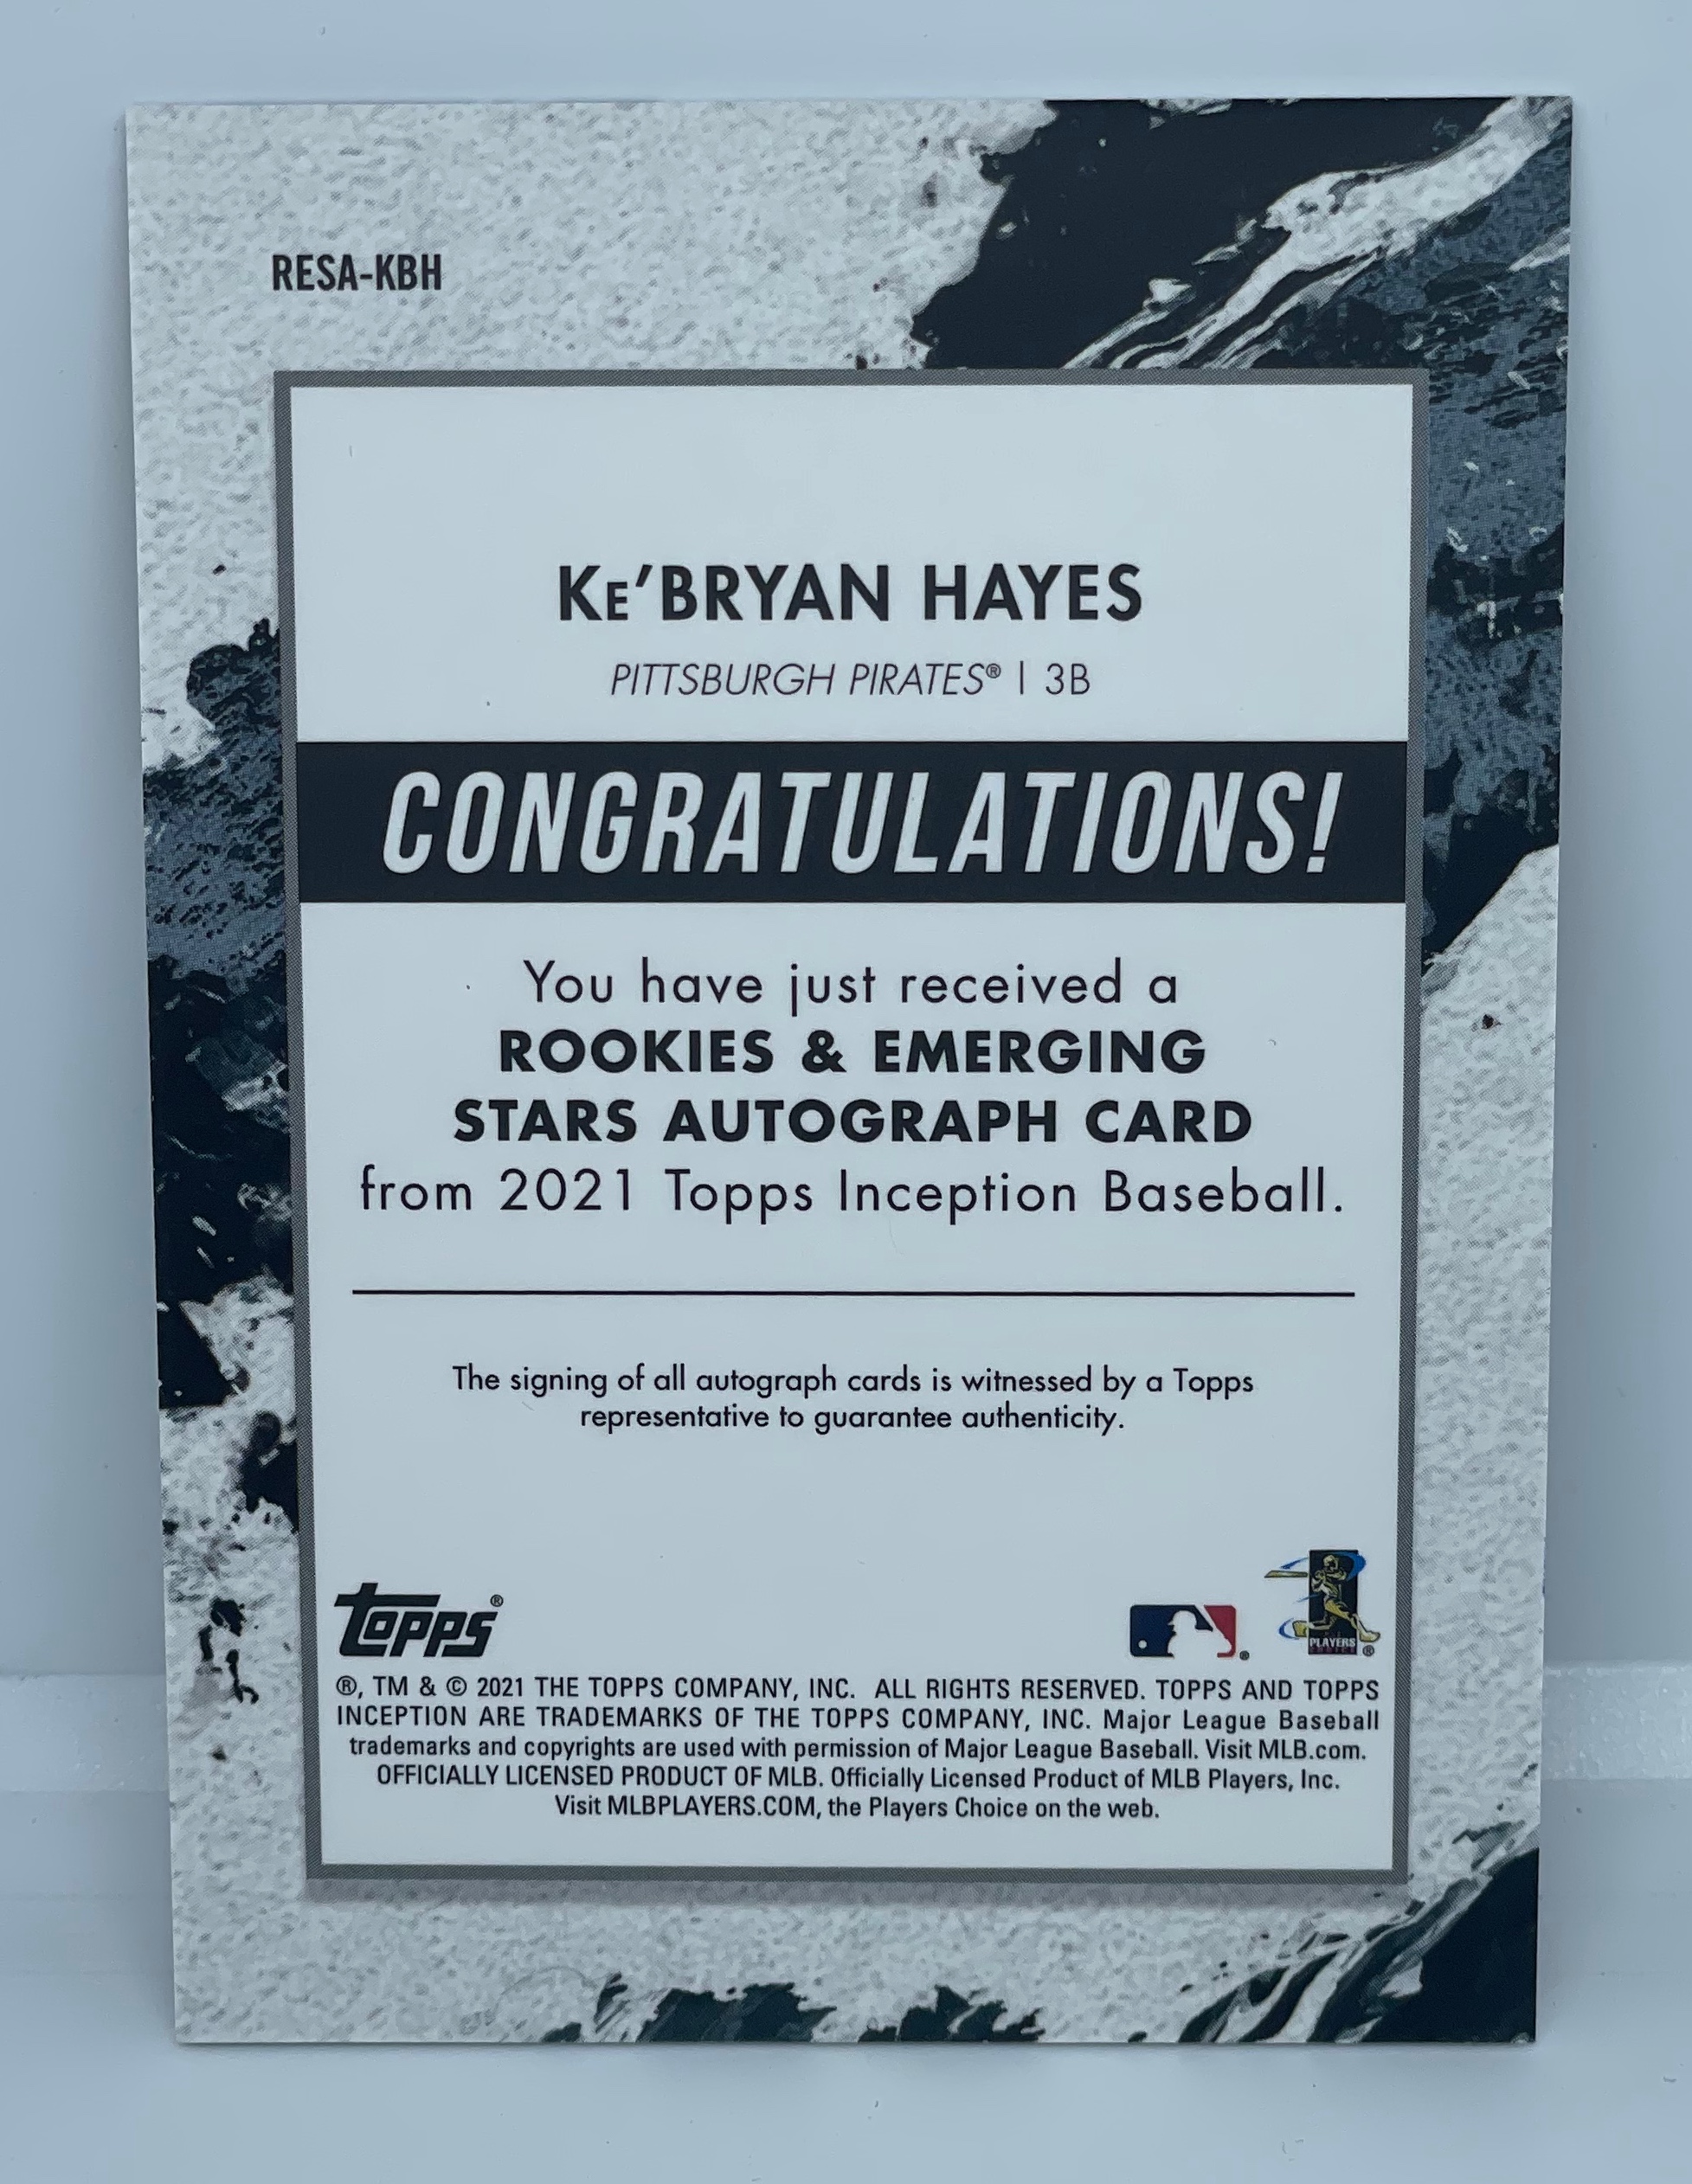 RESA-KBH
KE'BRYAN HAYES
PITTSBURGH PIRATES® | 3B
CONGRATULATIONS!
You have just received a
ROOKIES & EMERGING
STARS AUTOGRAPH CARD
from 2021 Topps Inception Baseball.
The signing of all autograph cards is witnessed by a Topps
representative to guarantee authenticity.
TOPPS®
PLAYERS
CHOICE ®
®, TM & © 2021 THE TOPPS COMPANY, INC. ALL RIGHTS RESERVED. TOPPS AND TOPPS
INCEPTION ARE TRADEMARKS OF THE TOPPS COMPANY, INC. Major League Baseball
trademarks and copyrights are used with permission of Major League Baseball. Visit MLB.com.
OFFICIALLY LICENSED PRODUCT OF MLB. Officially Licensed Product of MLB Players, Inc.
Visit MLBPLAYERS.COM, the Players Choice on the web.